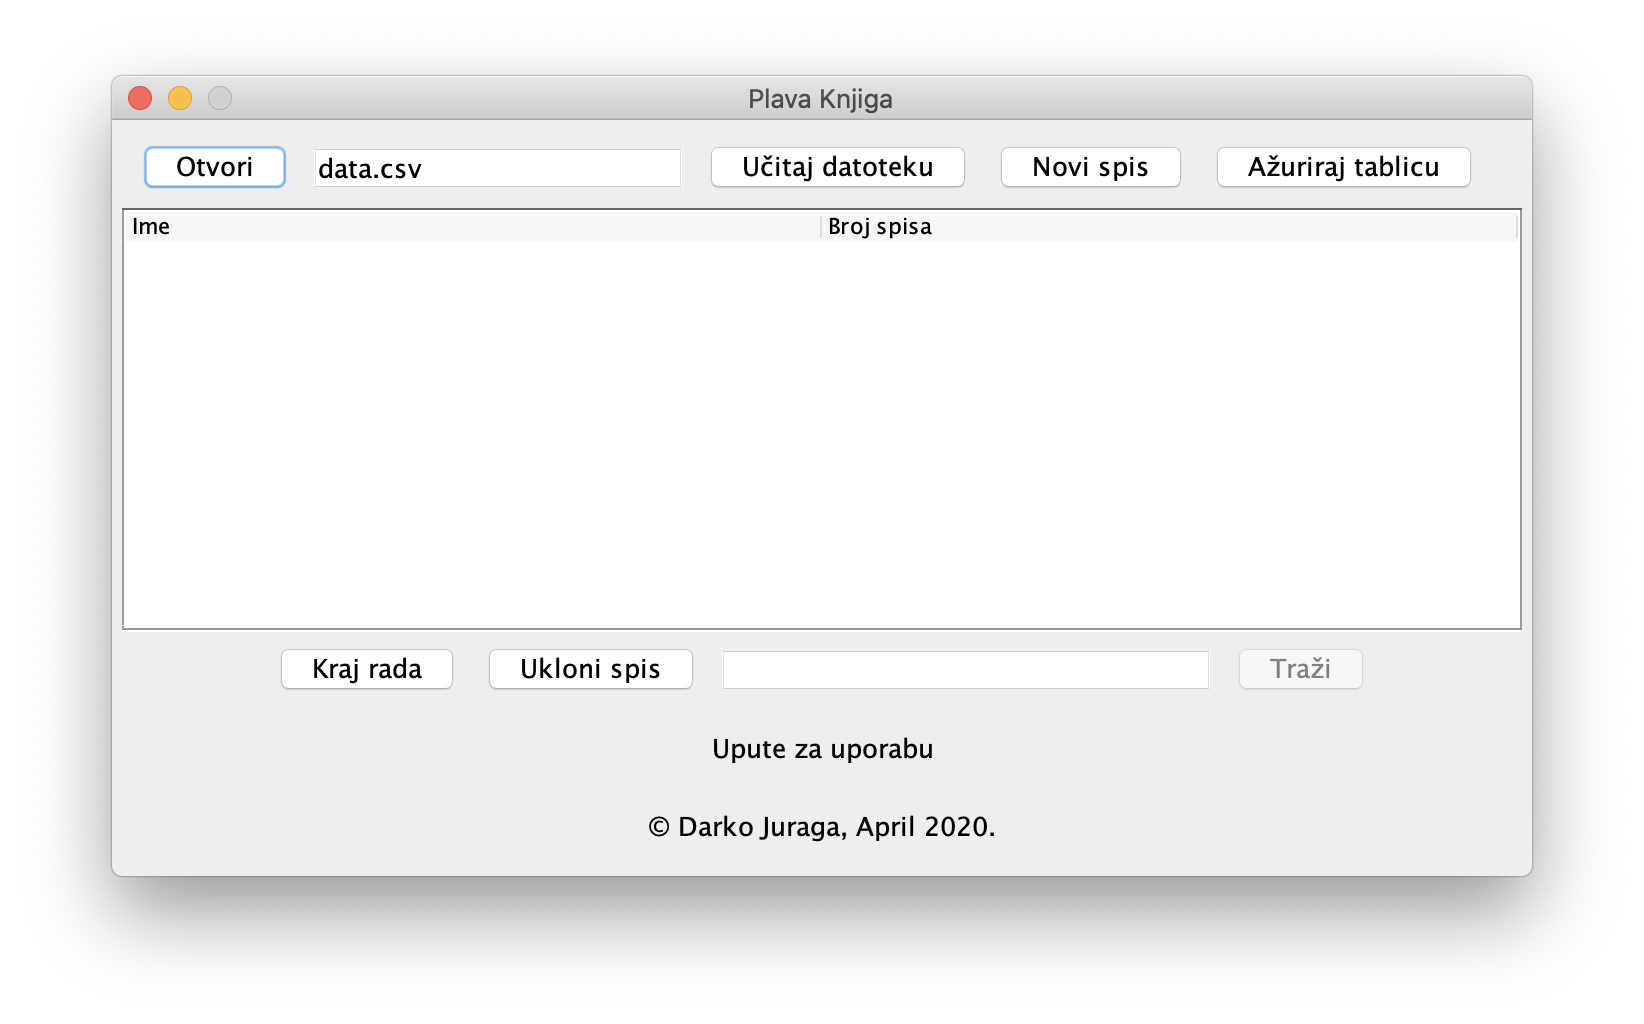 Plava Knjiga
Otvori data.csv Učitaj datoteku Novi spis Ažuriraj tablicu
Ime Broj spisa
Kraj rada Ukloni spis Traži
Upute za uporabu
© Darko Juraga, April 2020.